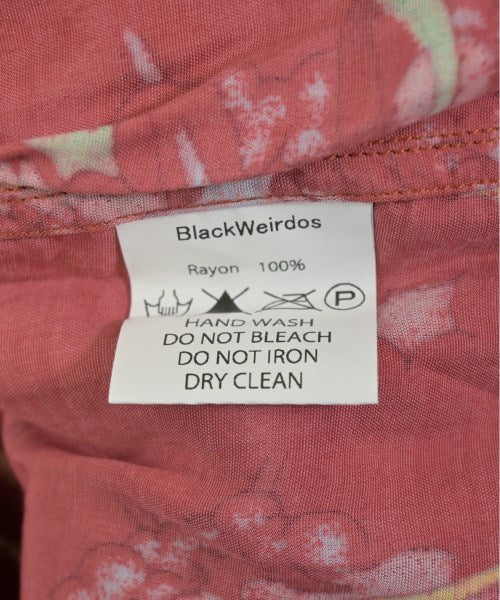 BlackWeirdos
Rayon 100%
P
HAND WASH
DO NOT BLEACH
DO NOT IRON
DRY CLEAN